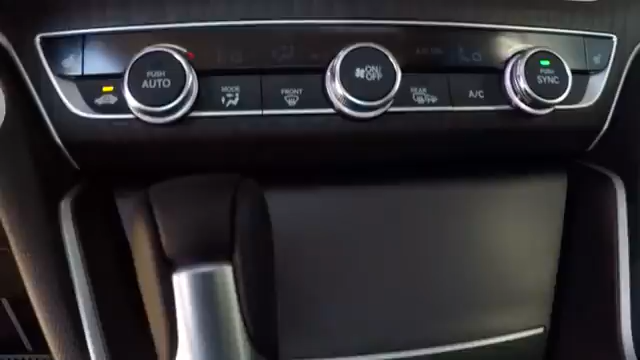 PUSH
AUTO
MODE
FRONT
ON/
OFF
REAR
A/C
PUSH
SYNC